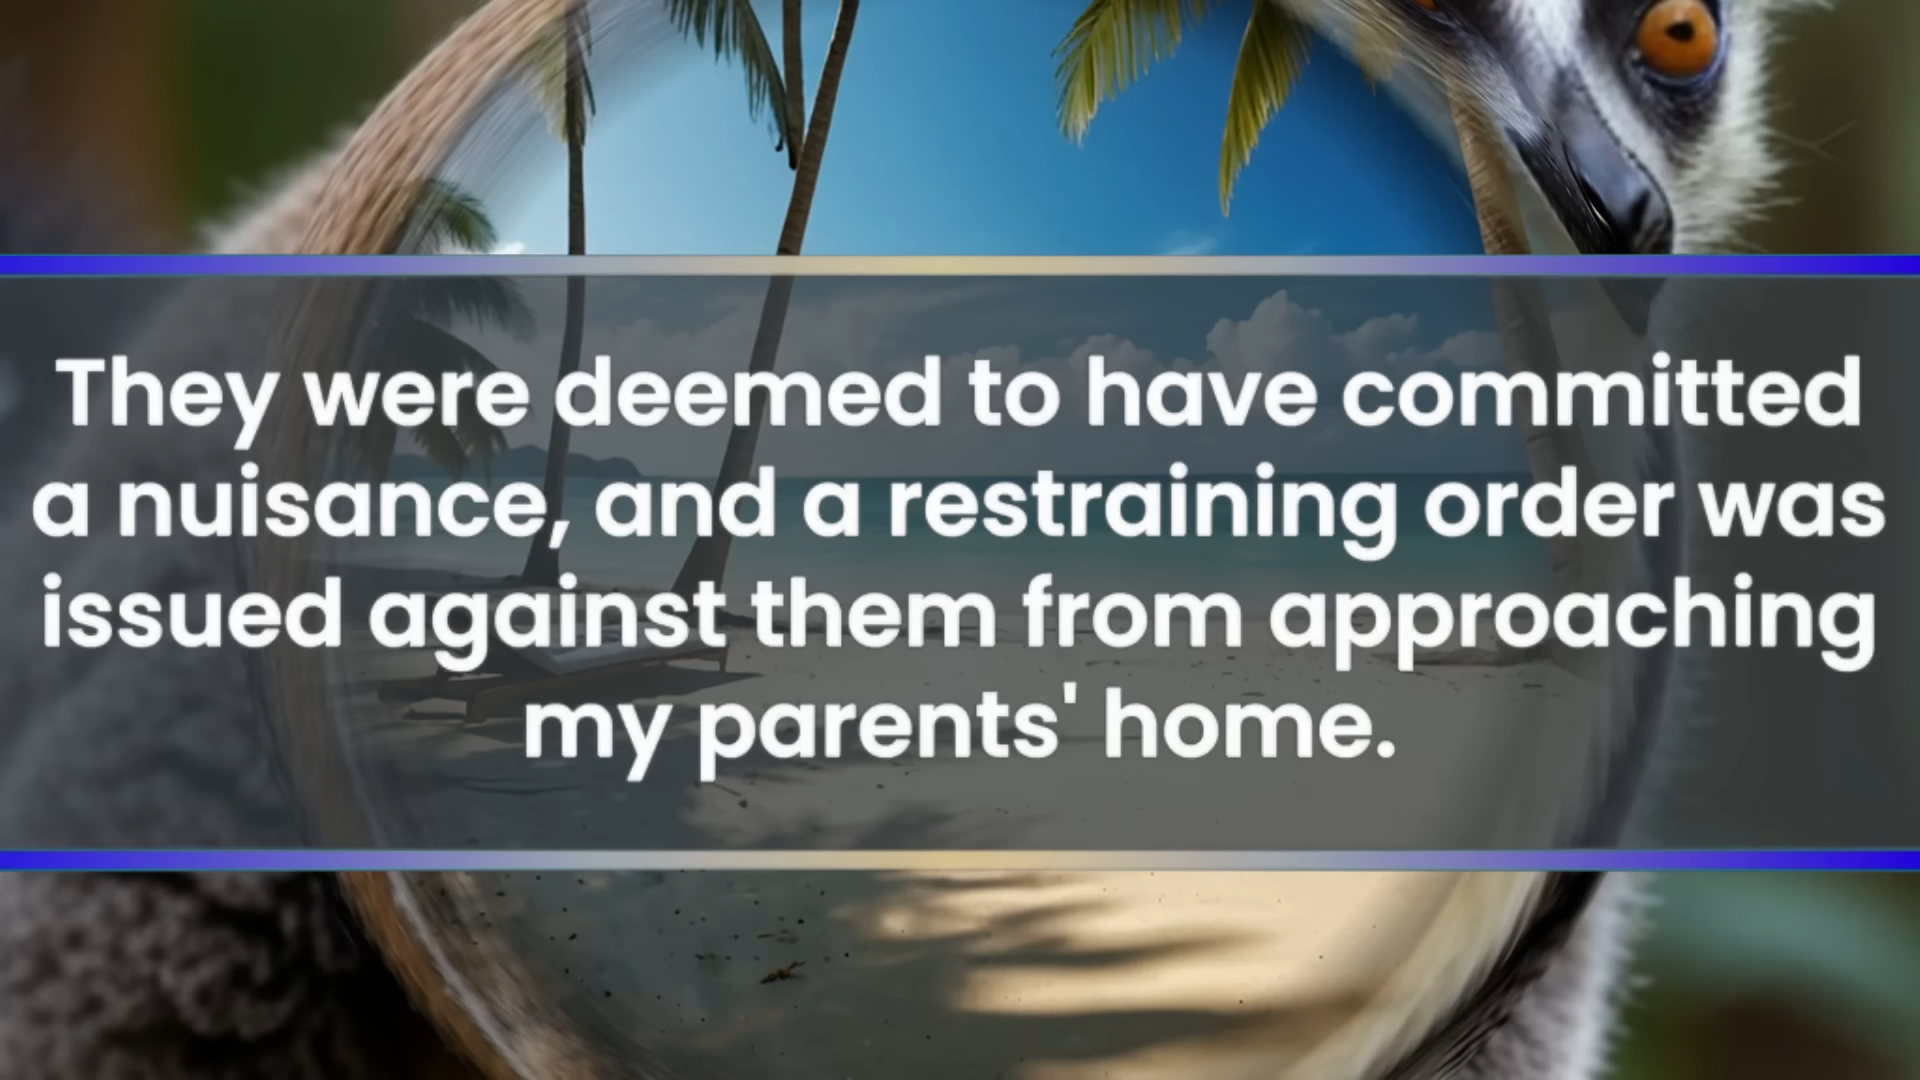 They were deemed to have committed
a nuisance, and a restraining order was
issued against them from approaching
my parents' home.